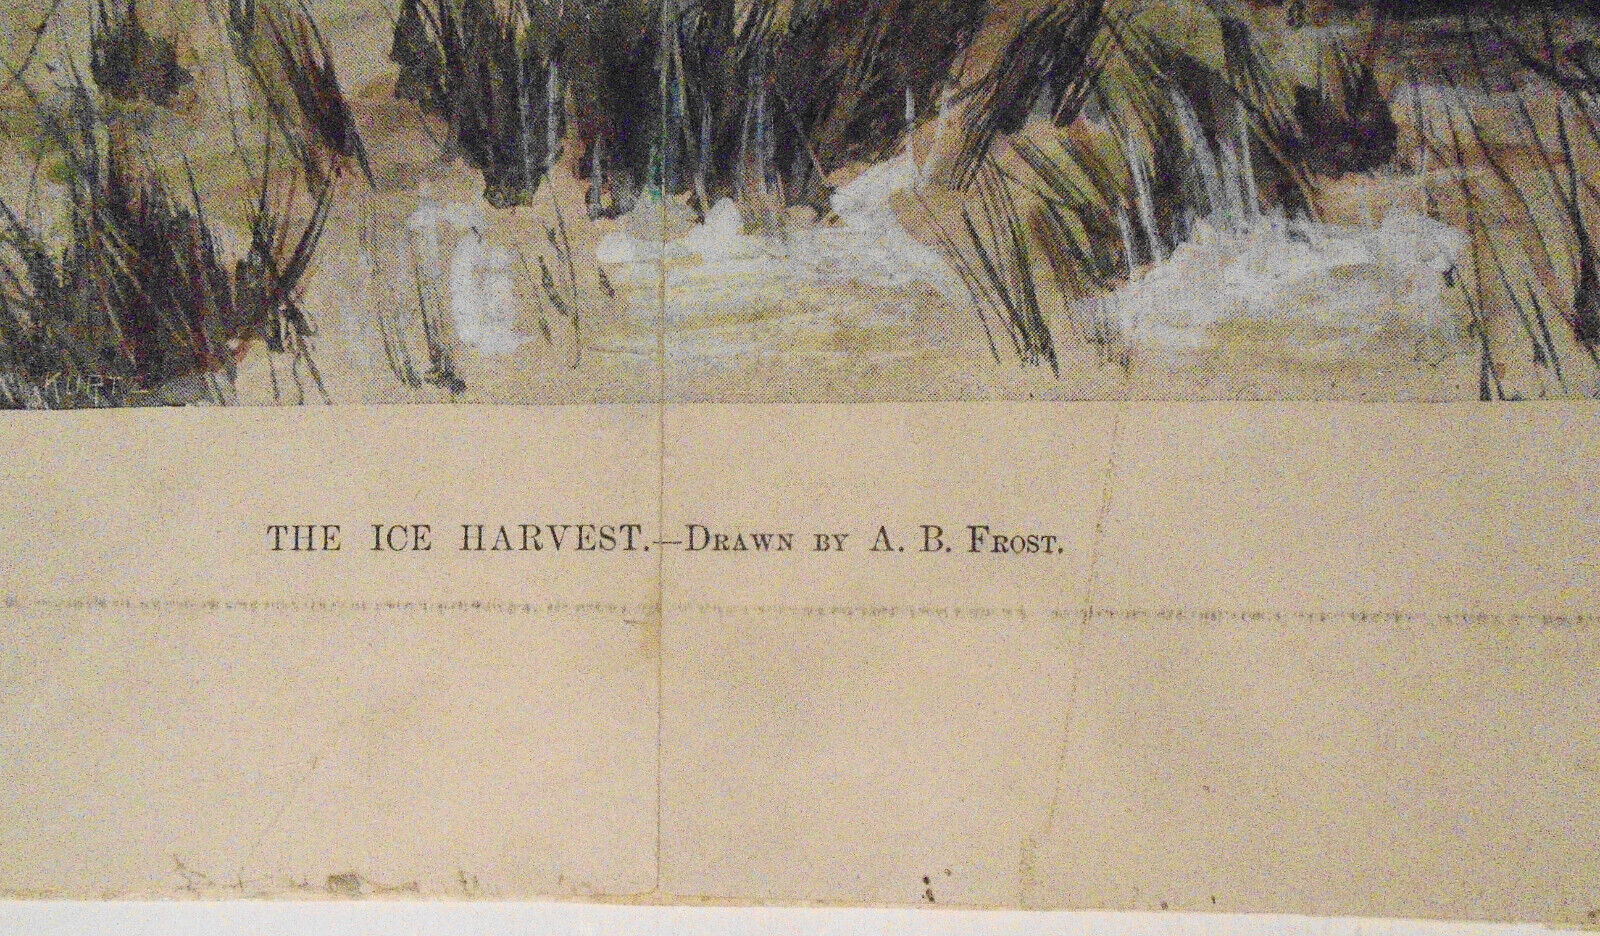 KURTZ
THE ICE HARVEST.—DRAWN BY A. B. FROST.